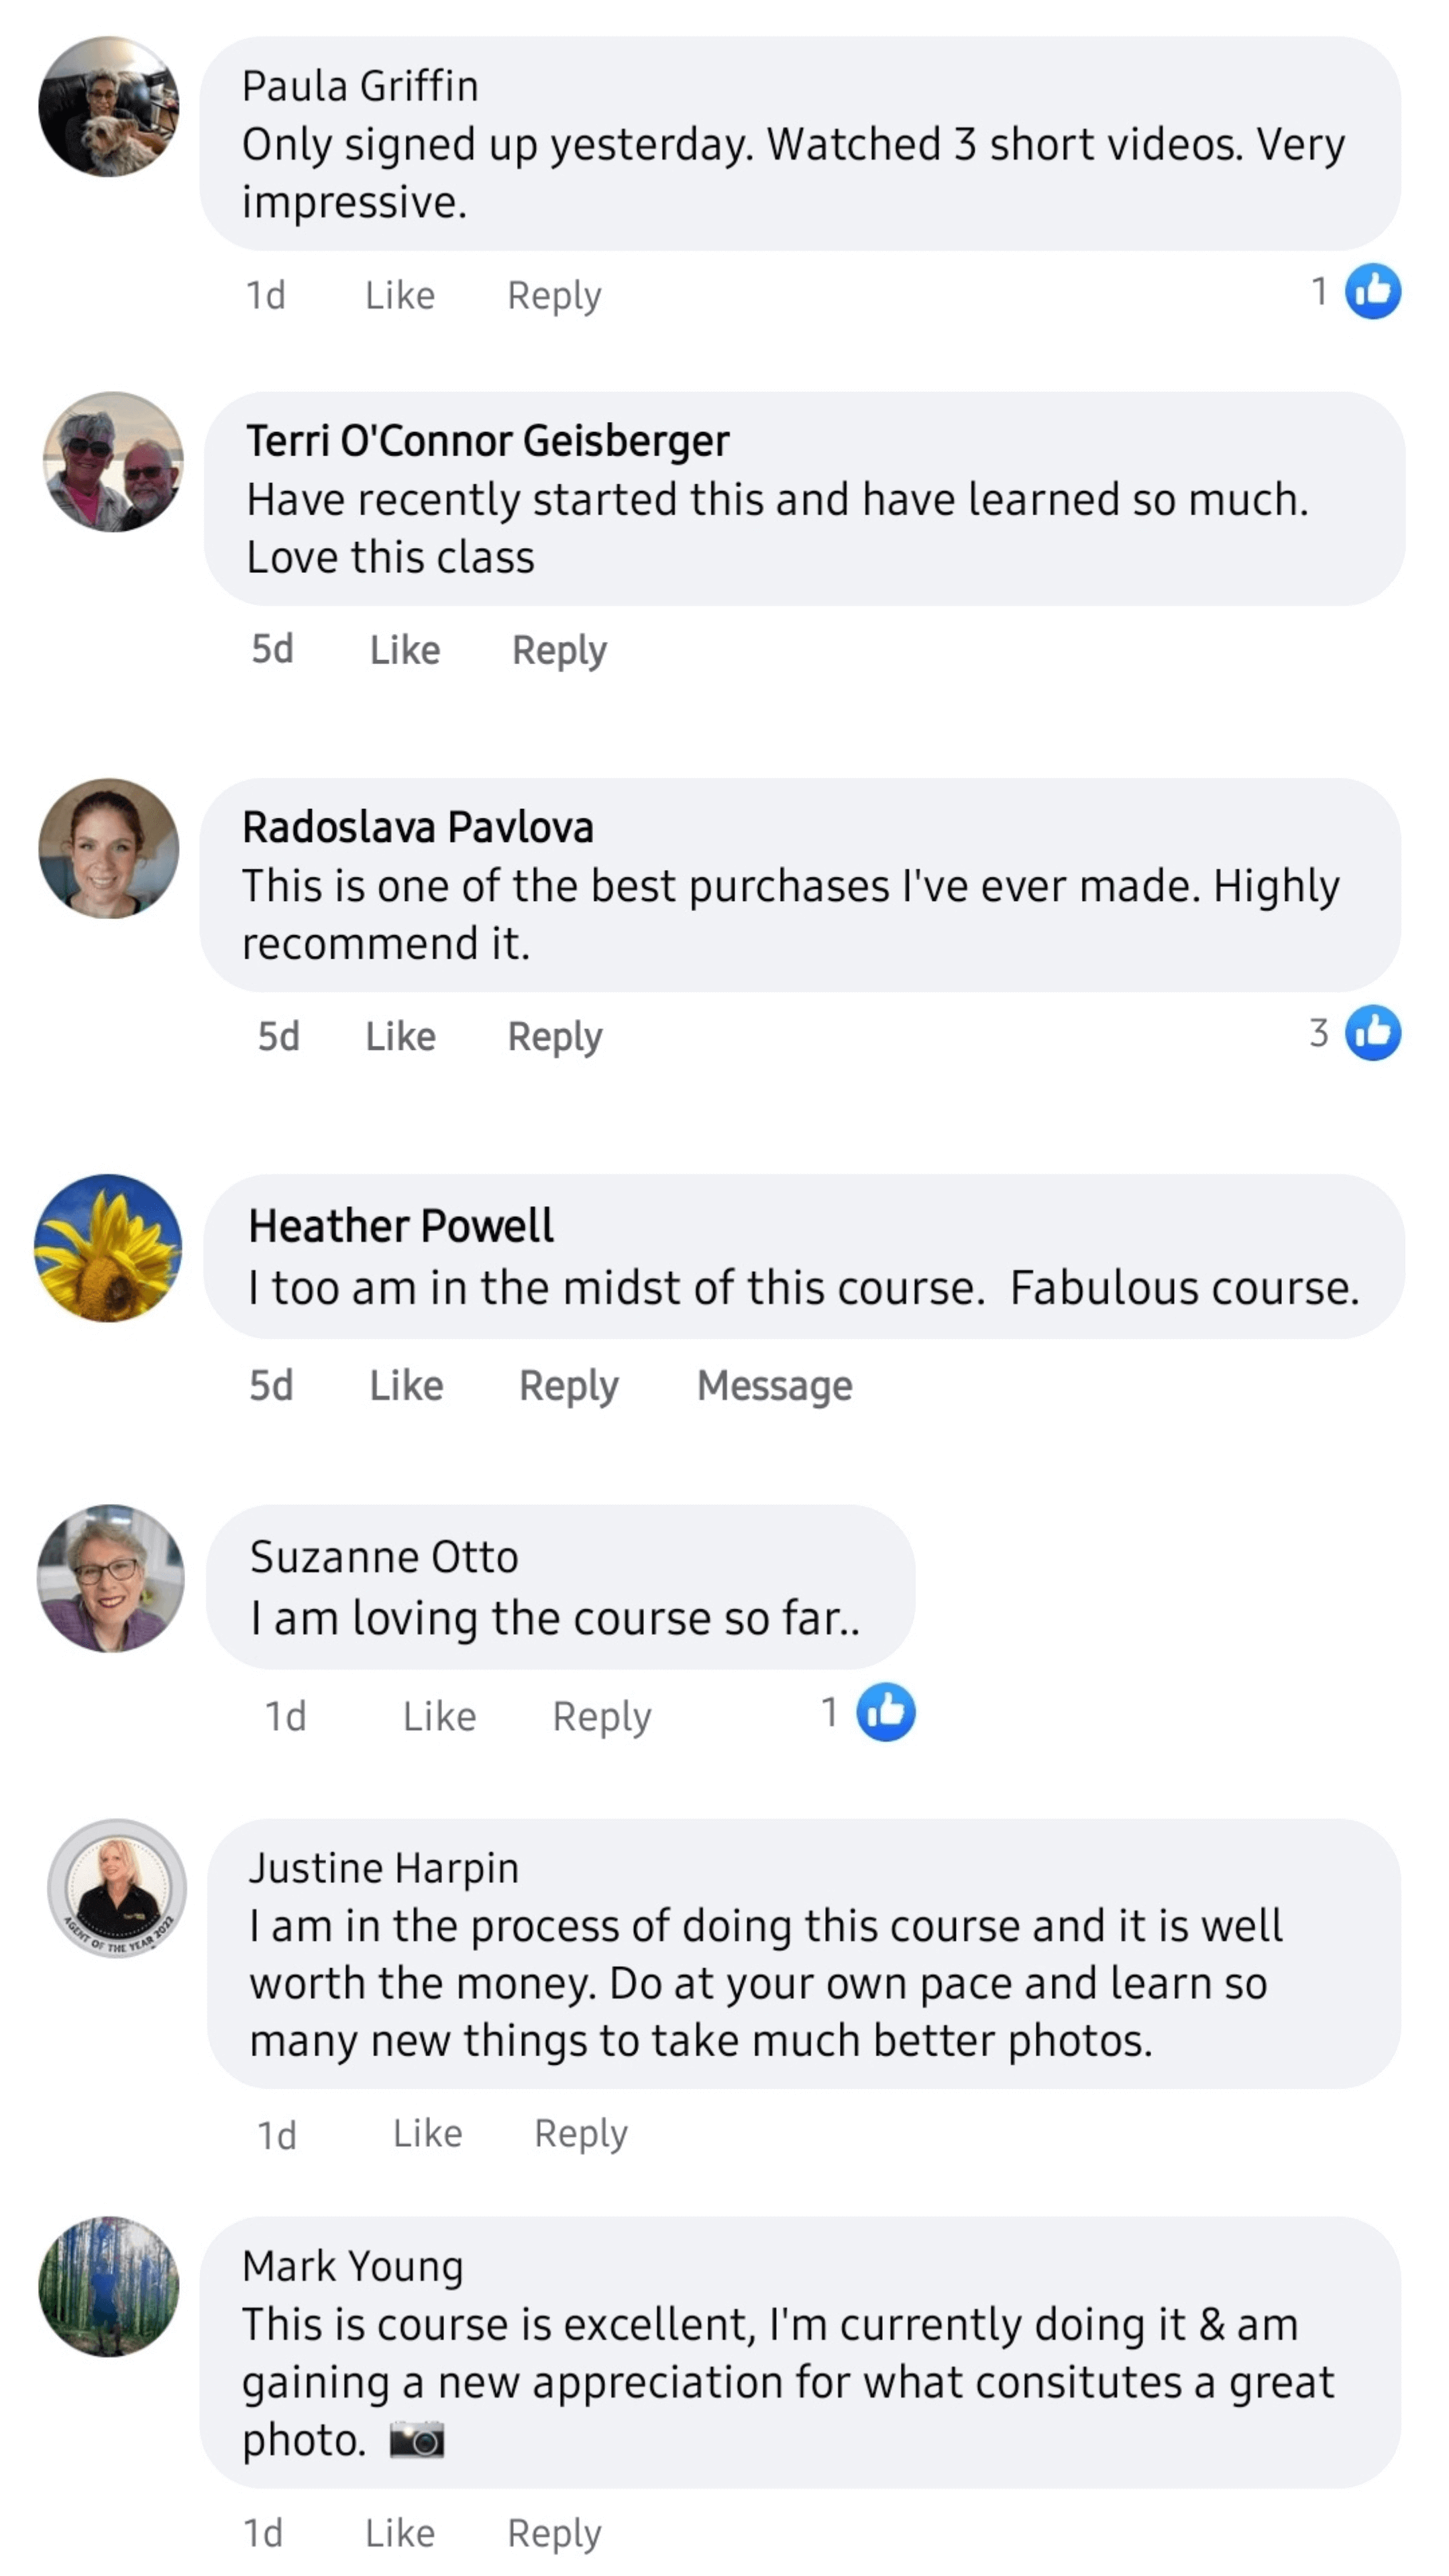 Paula Griffin
Only signed up yesterday. Watched 3 short videos. Very
impressive.
1d Like Reply 1
Terri O'Connor Geisberger
Have recently started this and have learned so much.
Love this class
5d Like Reply
Radoslava Pavlova
This is one of the best purchases I've ever made. Highly
recommend it.
5d Like Reply 3
Heather Powell
I too am in the midst of this course.  Fabulous course.
5d Like Reply Message
Suzanne Otto
I am loving the course so far..
1d Like Reply 1
AGENT OF THE YEAR 2022
Justine Harpin
I am in the process of doing this course and it is well
worth the money. Do at your own pace and learn so
many new things to take much better photos.
1d Like Reply
Mark Young
This is course is excellent, I'm currently doing it & am
gaining a new appreciation for what consitutes a great
photo. 📷
1d Like Reply